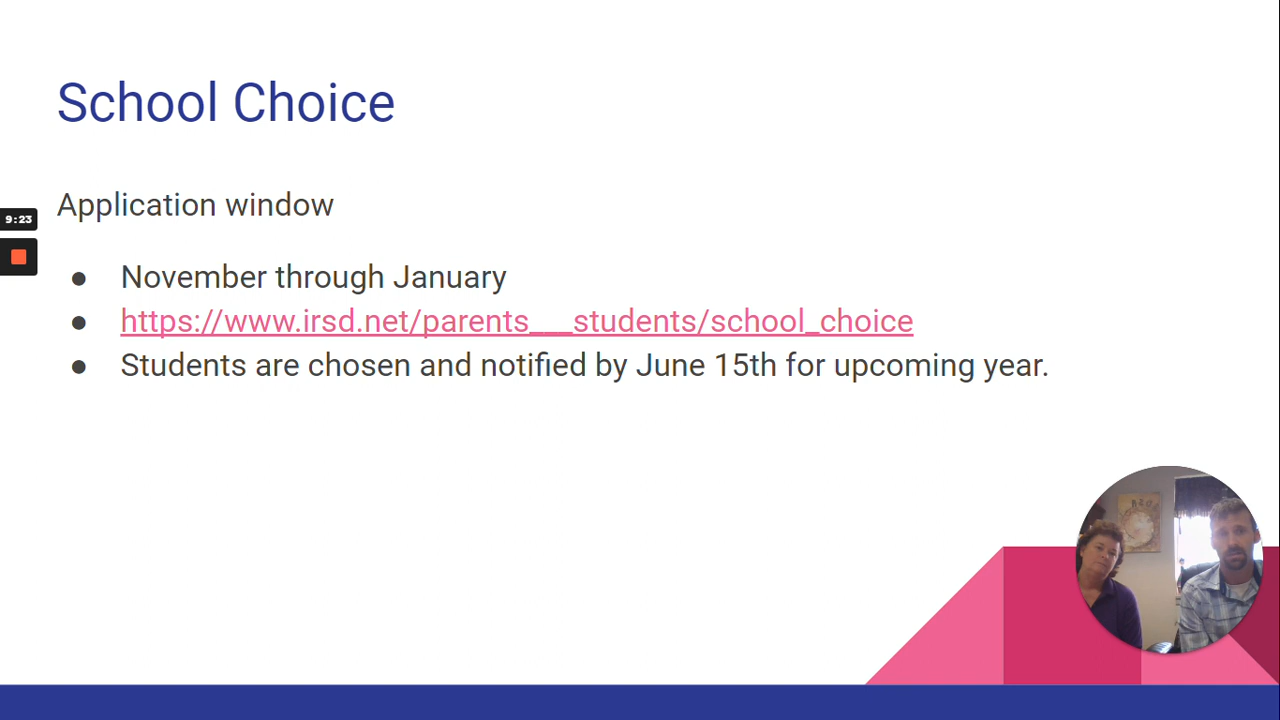 School Choice
Application window
9:23
● November through January
● https://www.irsd.net/parents___students/school_choice
● Students are chosen and notified by June 15th for upcoming year.